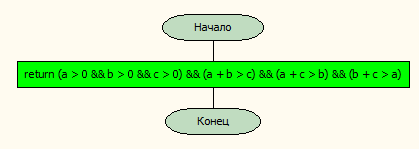 Начало
return (a > 0 && b > 0 && c > 0) && (a + b > c) && (a + c > b) && (b + c > a)
Конец